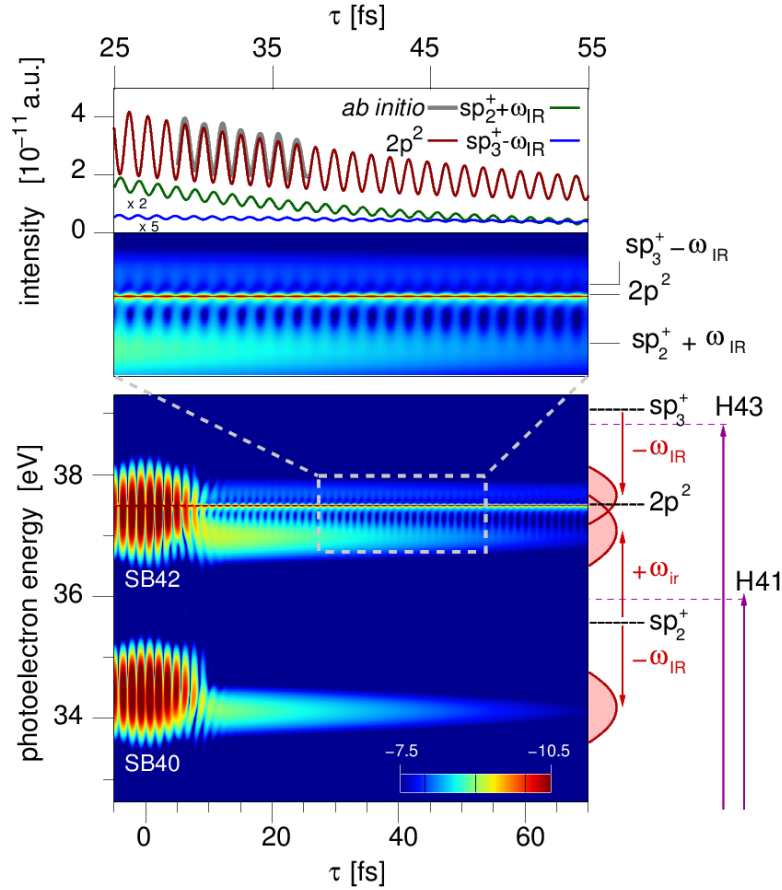 τ [fs]
25 35 45 55
intensity [10⁻¹¹ a.u.]
4
2
0
ab initio
sp₂⁺+ω_IR
2p²
sp₃⁺−ω_IR
x 2
x 5
sp₃⁺−ω_IR
2p²
sp₂⁺ + ω_IR
photoelectron energy [eV]
38
36
34
SB42
SB40
−7.5 −10.5
sp₃⁺
H43
−ω_IR
2p²
+ω_ir
H41
sp₂⁺
−ω_IR
0 20 40 60
τ [fs]